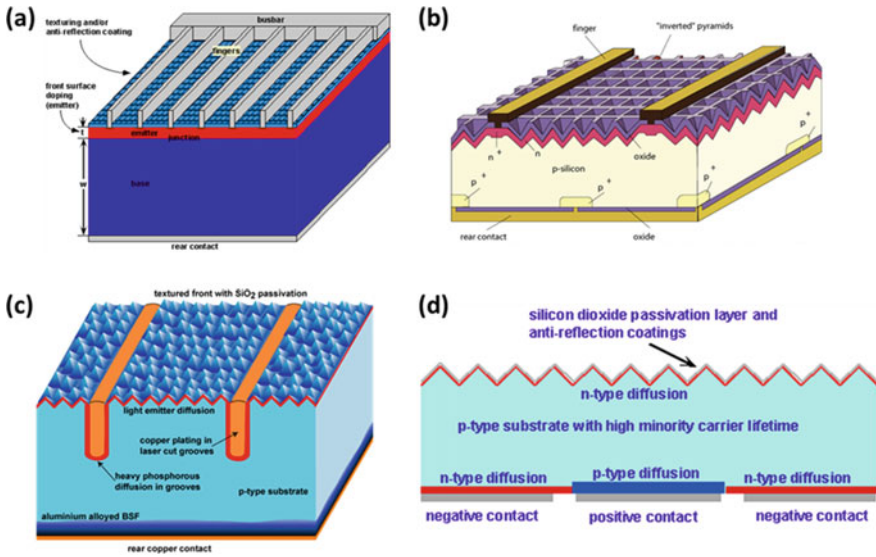 (a)
texturing and/or
anti-reflection coating
busbar
fingers
front surface
doping
(emitter)
t
emitter
junction
W
base
rear contact
(b)
finger
"inverted" pyramids
n+
n
oxide
p-silicon
p+
p+
p+
p+
rear contact
oxide
(c)
textured front with SiO2 passivation
light emitter diffusion
copper plating in
laser cut grooves
heavy phosphorous
diffusion in grooves
p-type substrate
aluminium alloyed BSF
rear copper contact
(d)
silicon dioxide passivation layer and
anti-reflection coatings
n-type diffusion
p-type substrate with high minority carrier lifetime
n-type diffusion
p-type diffusion
n-type diffusion
negative contact
positive contact
negative contact